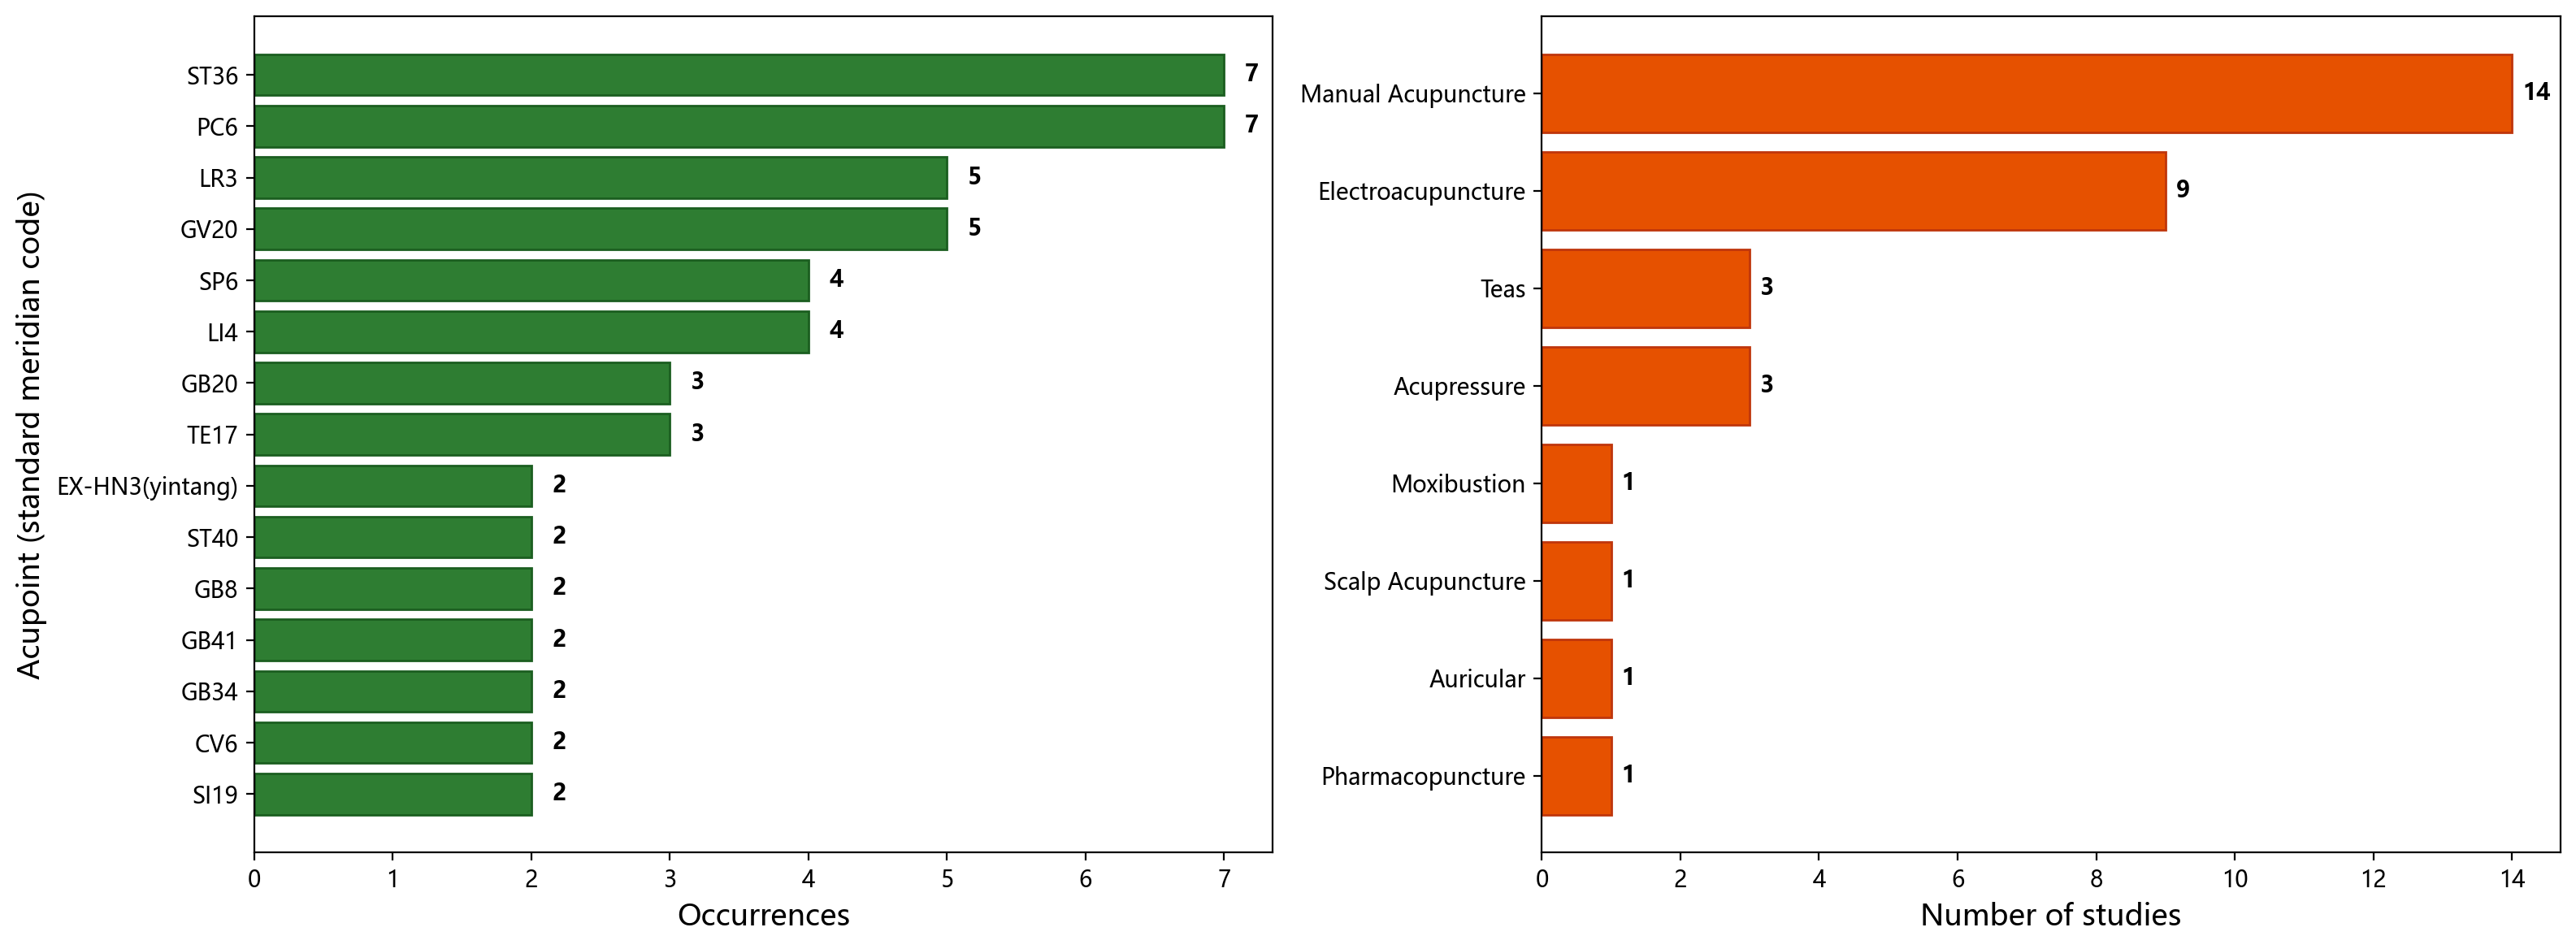 Acupoint (standard meridian code)
ST36 7
PC6 7
LR3 5
GV20 5
SP6 4
LI4 4
GB20 3
TE17 3
EX-HN3(yintang) 2
ST40 2
GB8 2
GB41 2
GB34 2
CV6 2
SI19 2
0 1 2 3 4 5 6 7
Occurrences
Manual Acupuncture 14
Electroacupuncture 9
Teas 3
Acupressure 3
Moxibustion 1
Scalp Acupuncture 1
Auricular 1
Pharmacopuncture 1
0 2 4 6 8 10 12 14
Number of studies